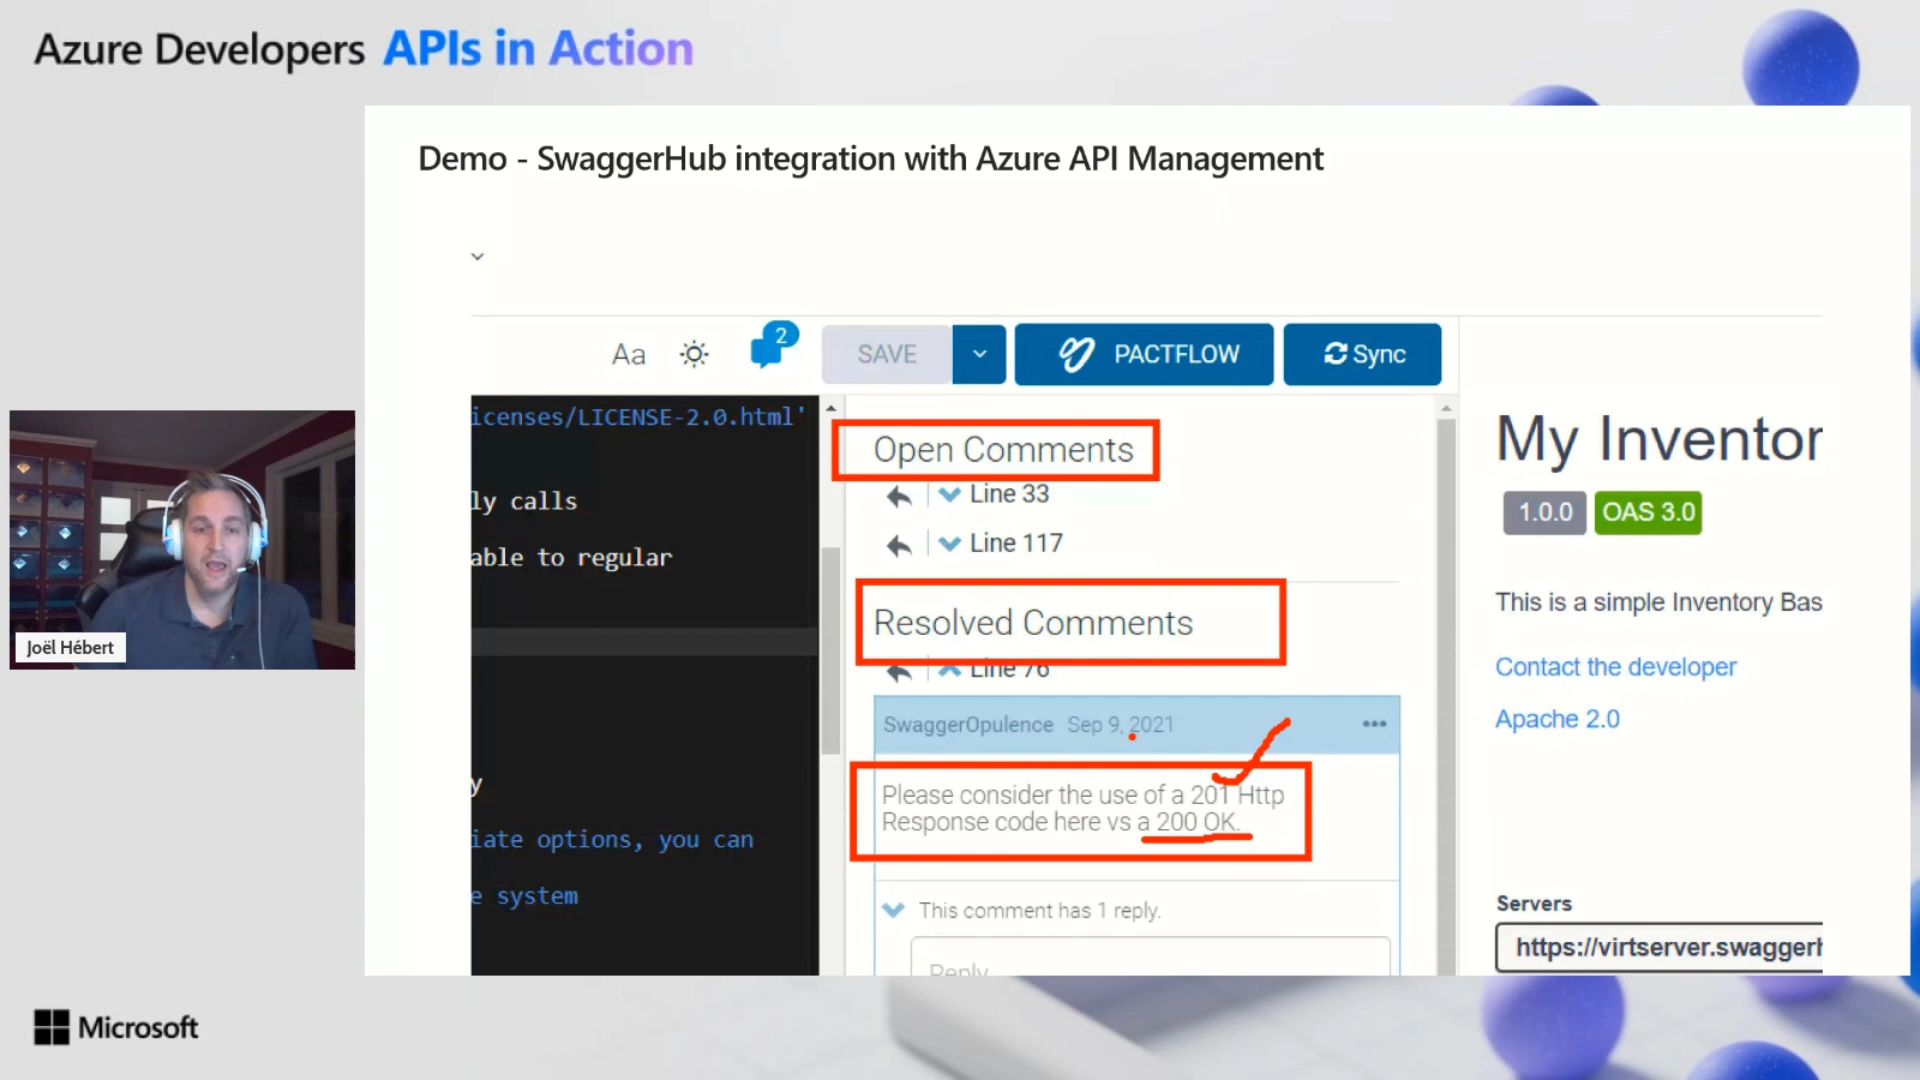 Azure Developers APIs in Action
Demo - SwaggerHub integration with Azure API Management
Aa
2
SAVE
PACTFLOW
Sync
icenses/LICENSE-2.0.html'
ly calls
able to regular
y
iate options, you can
e system
Open Comments
Line 33
Line 117
Resolved Comments
Line 76
SwaggerOpulence Sep 9, 2021
Please consider the use of a 201 Http
Response code here vs a 200 OK.
This comment has 1 reply.
Reply
My Inventor
1.0.0 OAS 3.0
This is a simple Inventory Bas
Contact the developer
Apache 2.0
Servers
https://virtserver.swaggerh
Joël Hébert
Microsoft